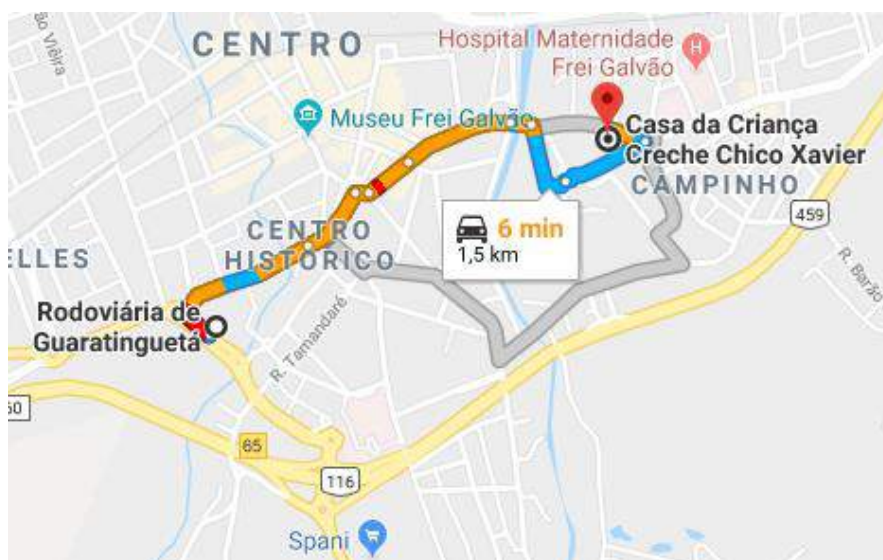 CENTRO
Hospital Maternidade
Frei Galvão
H
Museu Frei Galvão
Casa da Criança
Creche Chico Xavier
CAMPINHO
459
6 min
1,5 km
CENTRO
HISTÓRICO
ELLES
R. Barão
Rodoviária de
Guaratinguetá
R. Tamandaré
60
65
116
Spani